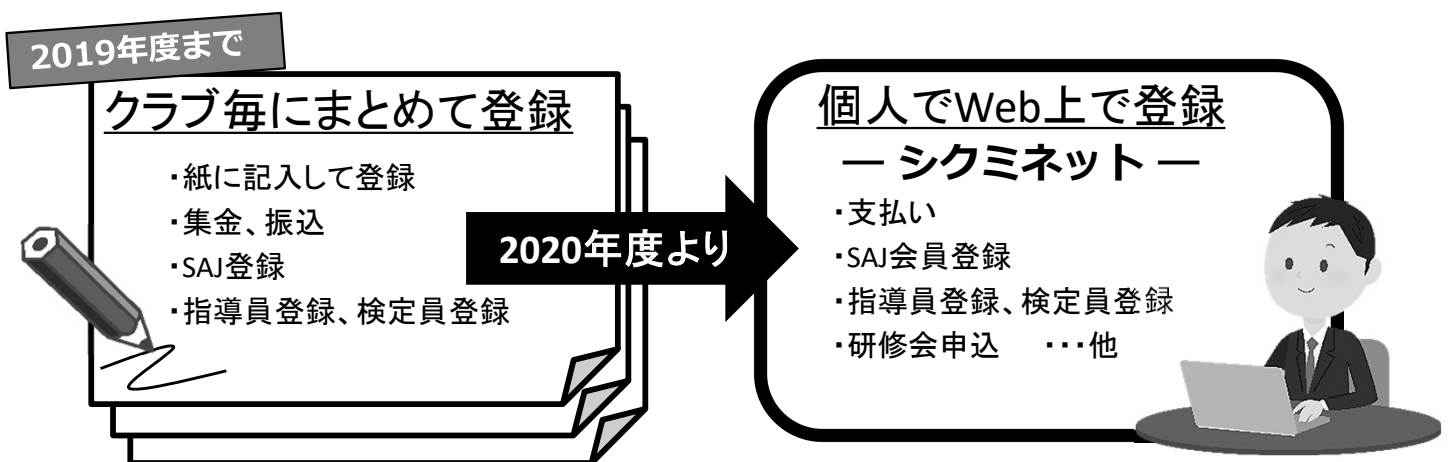 2019年度まで
クラブ毎にまとめて登録
・紙に記入して登録
・集金、振込
・SAJ登録
・指導員登録、検定員登録
2020年度より
個人でWeb上で登録
― シクミネット ―
・支払い
・SAJ会員登録
・指導員登録、検定員登録
・研修会申込　・・・他